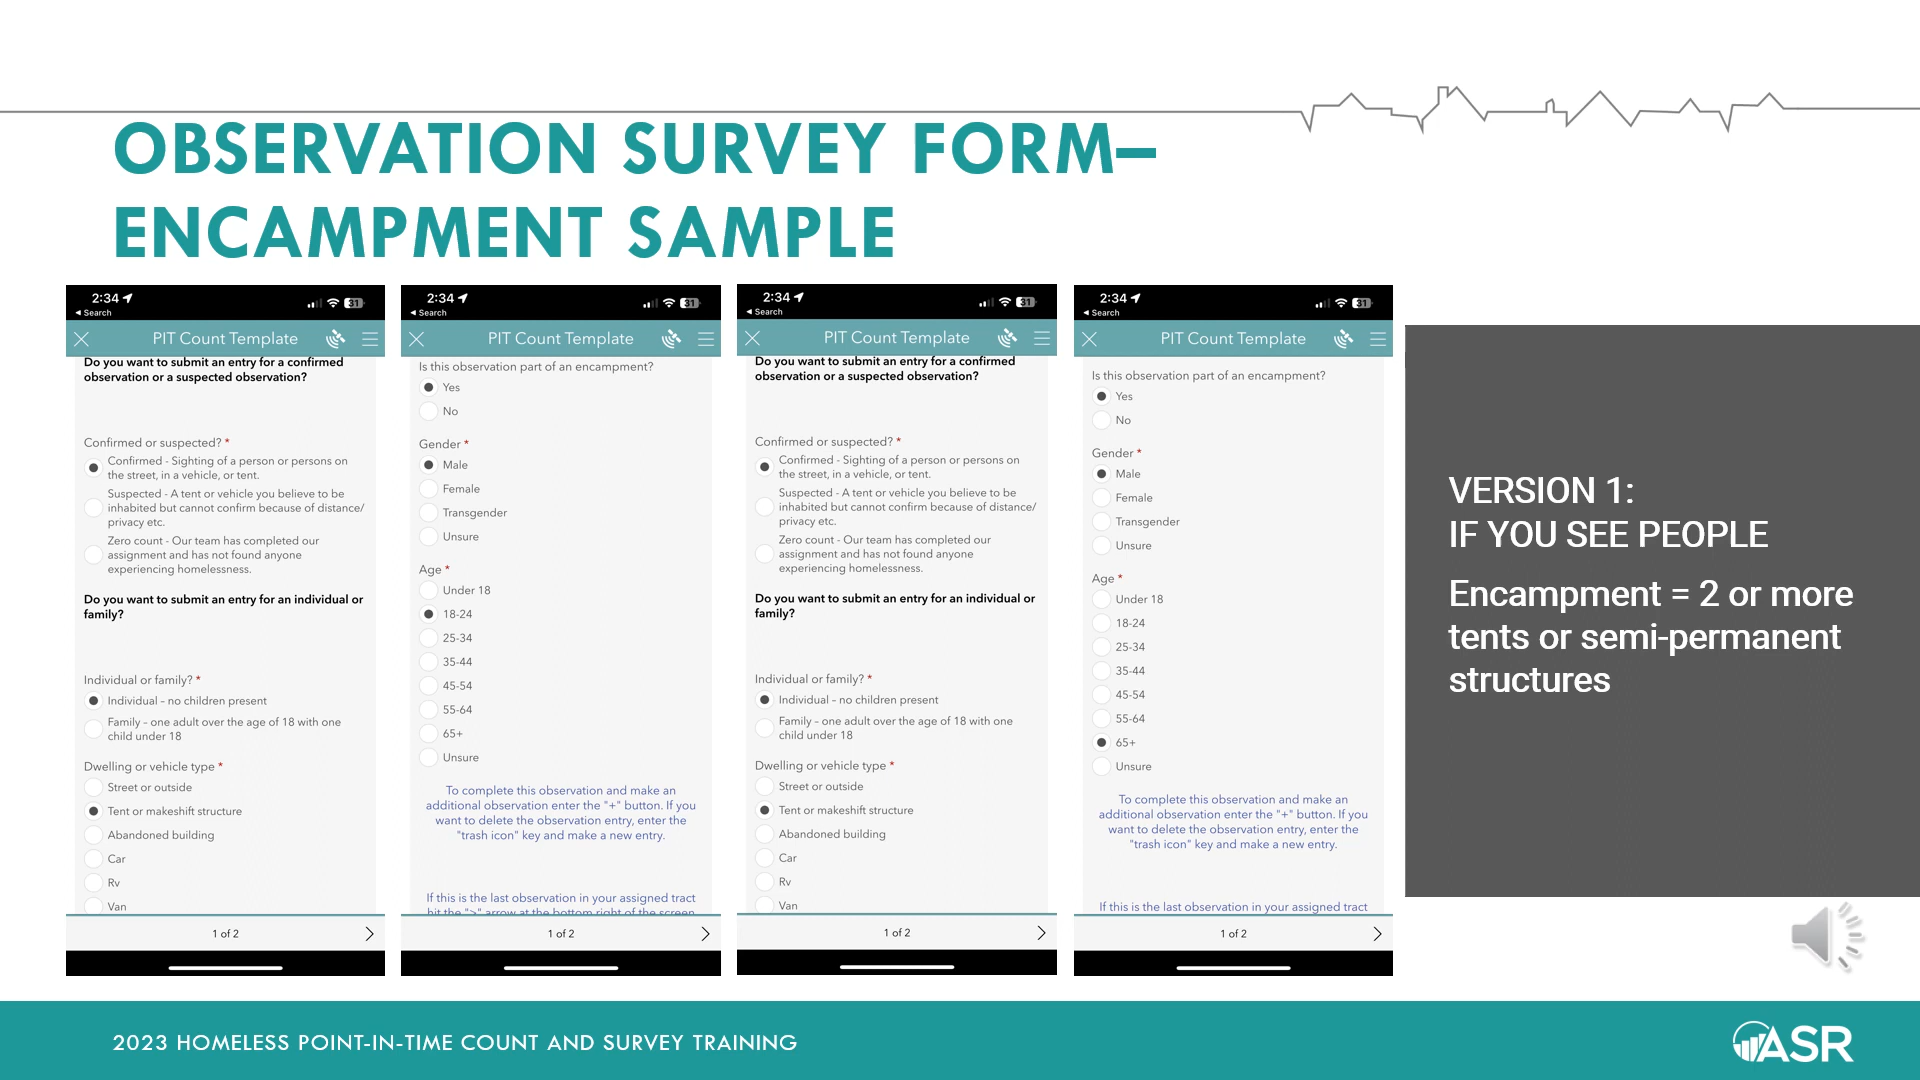 OBSERVATION SURVEY FORM–
ENCAMPMENT SAMPLE
2:34
31
◂ Search
PIT Count Template
Do you want to submit an entry for a confirmed
observation or a suspected observation?
Confirmed or suspected? *
Confirmed - Sighting of a person or persons on
the street, in a vehicle, or tent.
Suspected - A tent or vehicle you believe to be
inhabited but cannot confirm because of distance/
privacy etc.
Zero count - Our team has completed our
assignment and has not found anyone
experiencing homelessness.
Do you want to submit an entry for an individual or
family?
Individual or family? *
Individual – no children present
Family – one adult over the age of 18 with one
child under 18
Dwelling or vehicle type *
Street or outside
Tent or makeshift structure
Abandoned building
Car
Rv
Van
1 of 2
2:34
31
◂ Search
PIT Count Template
Is this observation part of an encampment?
Yes
No
Gender *
Male
Female
Transgender
Unsure
Age *
Under 18
18-24
25-34
35-44
45-54
55-64
65+
Unsure
To complete this observation and make an
additional observation enter the "+" button. If you
want to delete the observation entry, enter the
"trash icon" key and make a new entry.
If this is the last observation in your assigned tract
hit the ">" arrow at the bottom right of the screen
1 of 2
2:34
31
◂ Search
PIT Count Template
Do you want to submit an entry for a confirmed
observation or a suspected observation?
Confirmed or suspected? *
Confirmed - Sighting of a person or persons on
the street, in a vehicle, or tent.
Suspected - A tent or vehicle you believe to be
inhabited but cannot confirm because of distance/
privacy etc.
Zero count - Our team has completed our
assignment and has not found anyone
experiencing homelessness.
Do you want to submit an entry for an individual or
family?
Individual or family? *
Individual – no children present
Family – one adult over the age of 18 with one
child under 18
Dwelling or vehicle type *
Street or outside
Tent or makeshift structure
Abandoned building
Car
Rv
Van
1 of 2
2:34
31
◂ Search
PIT Count Template
Is this observation part of an encampment?
Yes
No
Gender *
Male
Female
Transgender
Unsure
Age *
Under 18
18-24
25-34
35-44
45-54
55-64
65+
Unsure
To complete this observation and make an
additional observation enter the "+" button. If you
want to delete the observation entry, enter the
"trash icon" key and make a new entry.
If this is the last observation in your assigned tract
1 of 2
VERSION 1:
IF YOU SEE PEOPLE
Encampment = 2 or more
tents or semi-permanent
structures
2023 HOMELESS POINT-IN-TIME COUNT AND SURVEY TRAINING
ASR